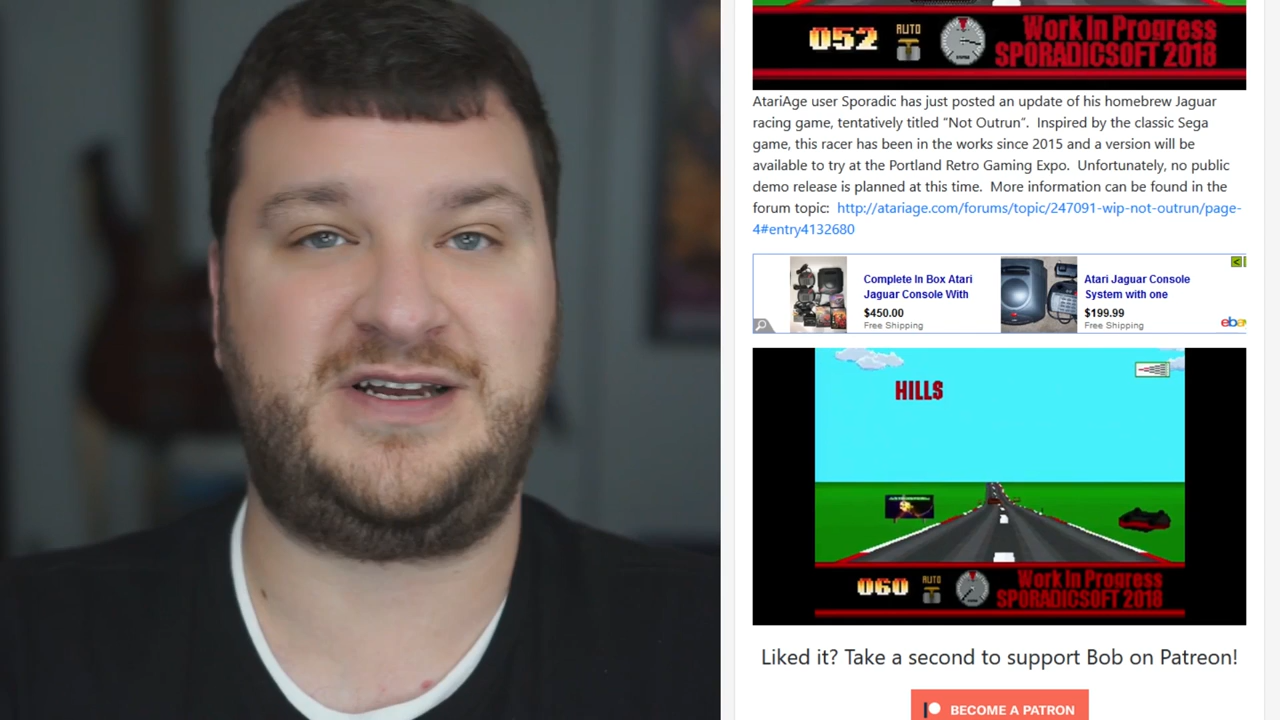 052
AUTO
Work In Progress
SPORADICSOFT 2018
AtariAge user Sporadic has just posted an update of his homebrew Jaguar
racing game, tentatively titled “Not Outrun”.  Inspired by the classic Sega
game, this racer has been in the works since 2015 and a version will be
available to try at the Portland Retro Gaming Expo.  Unfortunately, no public
demo release is planned at this time.  More information can be found in the
forum topic:  http://atariage.com/forums/topic/247091-wip-not-outrun/page-
4#entry4132680
Complete In Box Atari
Jaguar Console With
$450.00
Free Shipping
Atari Jaguar Console
System with one
$199.99
Free Shipping
ebay
HILLS
060
AUTO
Work In Progress
SPORADICSOFT 2018
Liked it? Take a second to support Bob on Patreon!
BECOME A PATRON